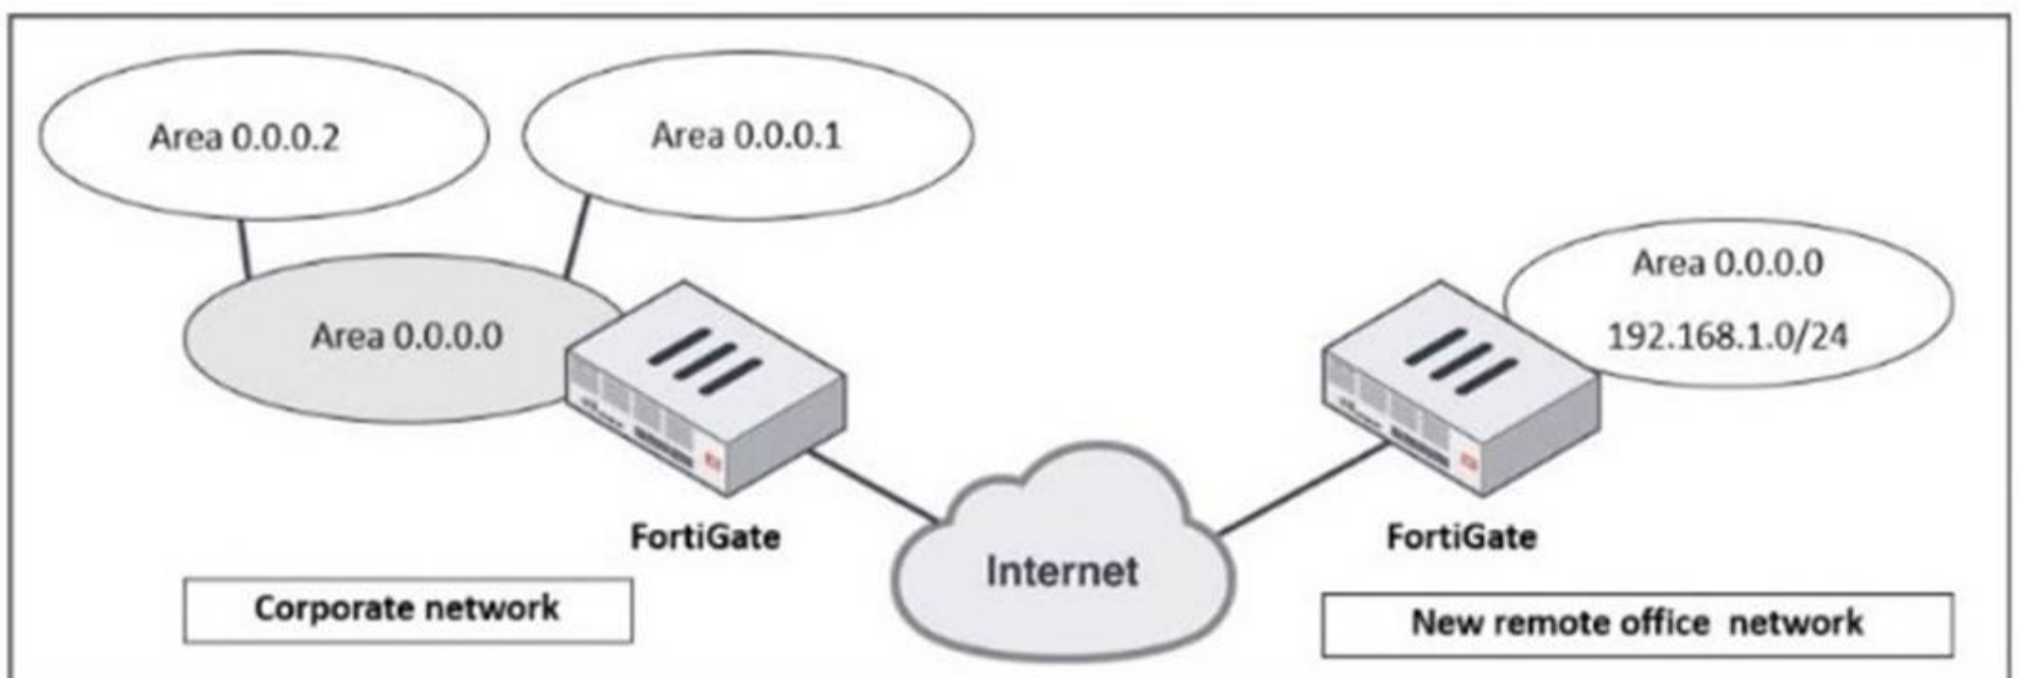 Area 0.0.0.2
Area 0.0.0.1
Area 0.0.0.0
Area 0.0.0.0
192.168.1.0/24
FortiGate
FortiGate
Internet
Corporate network
New remote office network